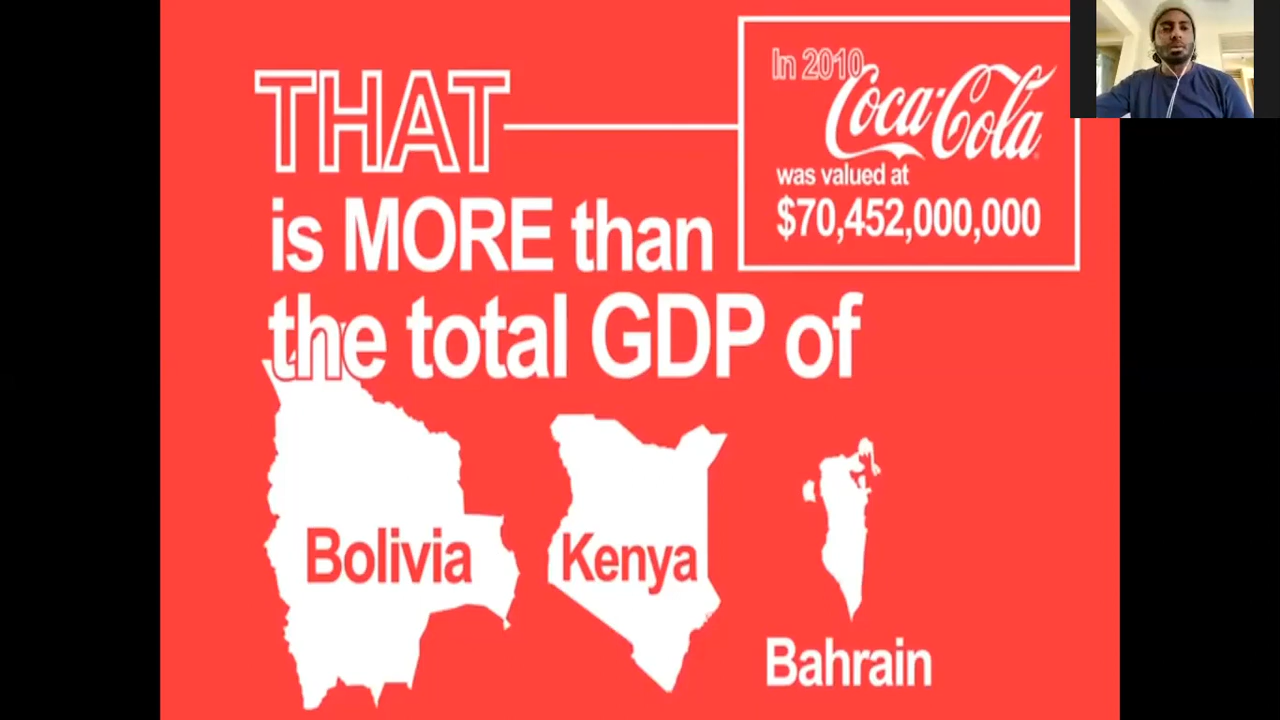 In 2010
Coca-Cola
was valued at
$70,452,000,000
THAT
is MORE than
the total GDP of
Bolivia
Kenya
Bahrain